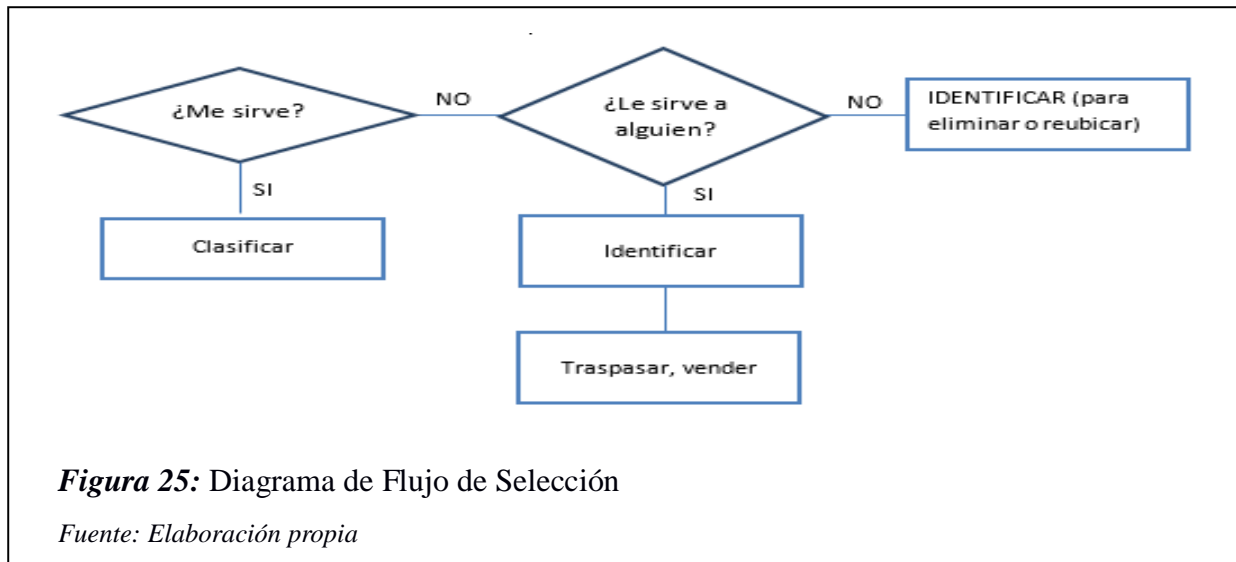 ¿Me sirve?
NO
¿Le sirve a
alguien?
NO
IDENTIFICAR (para
eliminar o reubicar)
SI
Clasificar
SI
Identificar
Traspasar, vender
Figura 25: Diagrama de Flujo de Selección
Fuente: Elaboración propia